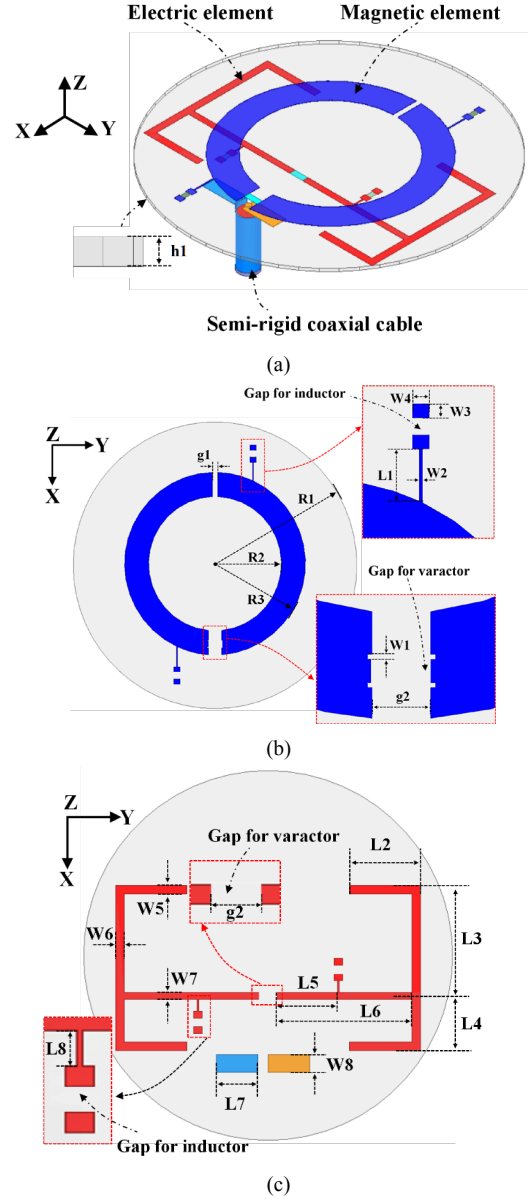 Electric element
Magnetic element
Z
X
Y
h1
Semi-rigid coaxial cable
(a)
W4
Gap for inductor
W3
Z
Y
g1
L1
W2
X
R1
R2
Gap for varactor
R3
W1
g2
(b)
Z
Y
Gap for varactor
L2
X
W5
g2
W6
L3
W7
L5
L6
L4
L8
W8
L7
Gap for inductor
(c)